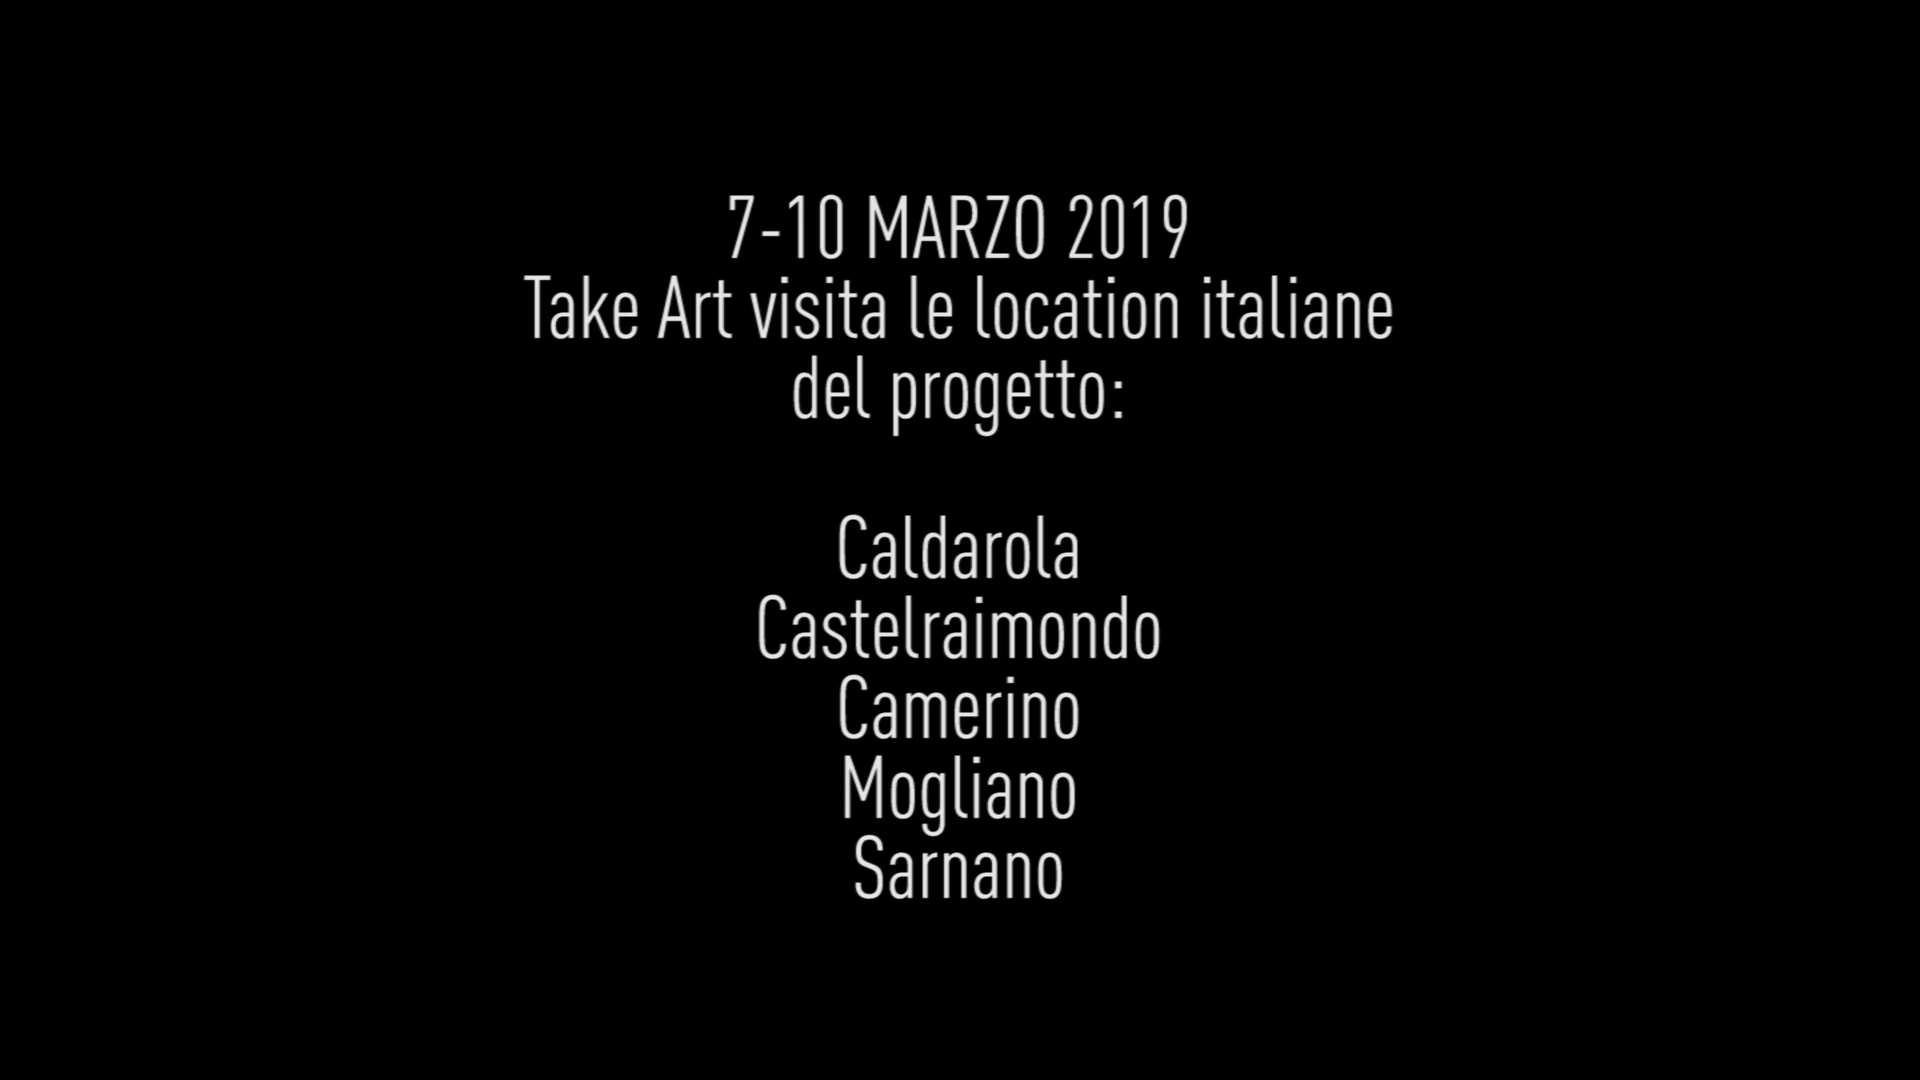 7-10 MARZO 2019
Take Art visita le location italiane
del progetto:
Caldarola
Castelraimondo
Camerino
Mogliano
Sarnano